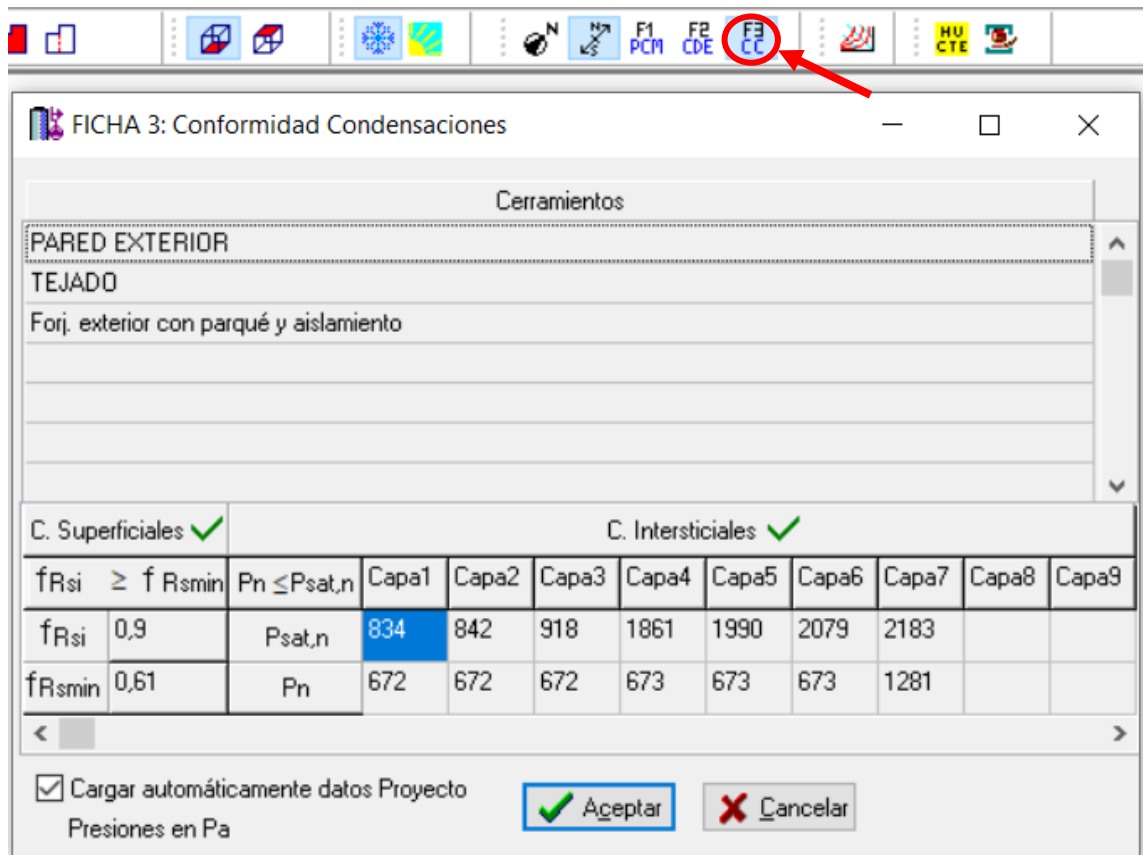 N N S F1 PCM F2 CDE F3 CC HU CTE
FICHA 3: Conformidad Condensaciones
Cerramientos
PARED EXTERIOR
TEJADO
Forj. exterior con parqué y aislamiento
C. Superficiales C. Intersticiales
fRsi ≥ f Rsmin Pn ≤Psat,n Capa1 Capa2 Capa3 Capa4 Capa5 Capa6 Capa7 Capa8 Capa9
fRsi 0,9 Psat,n 834 842 918 1861 1990 2079 2183
fRsmin 0,61 Pn 672 672 672 673 673 673 1281
Cargar automáticamente datos Proyecto
Presiones en Pa
Aceptar Cancelar